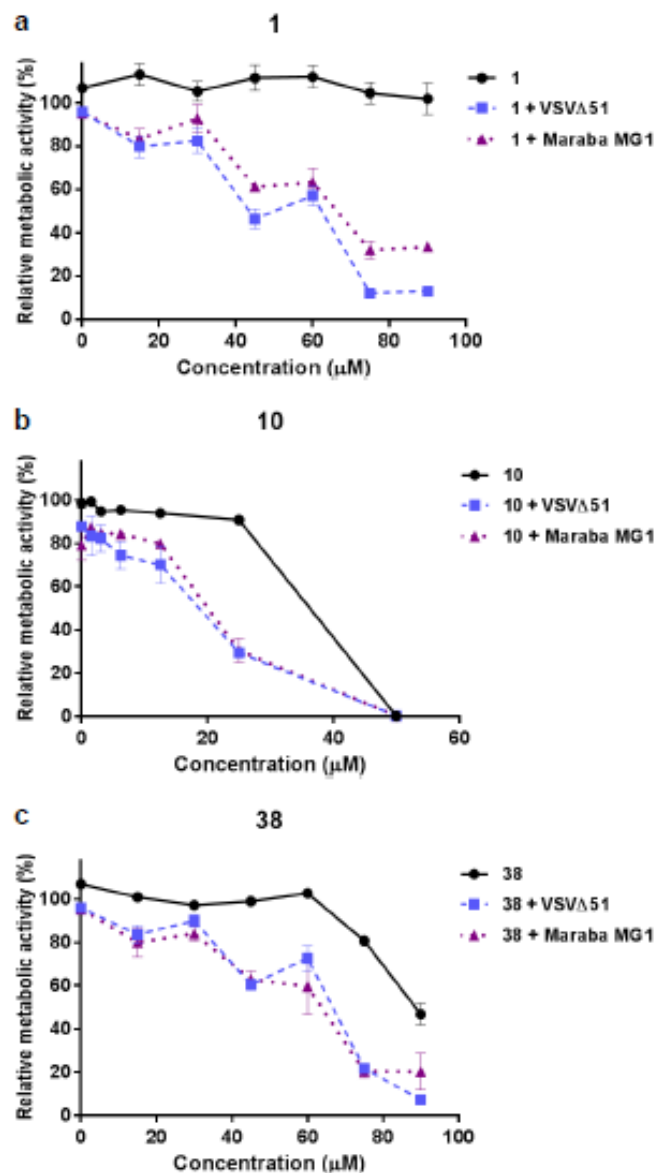 a
1
Relative metabolic activity (%)
100
80
60
40
20
0
0 20 40 60 80 100
Concentration (µM)
1
1 + VSVΔ51
1 + Maraba MG1
b
10
Relative metabolic activity (%)
100
80
60
40
20
0
0 20 40 60
Concentration (µM)
10
10 + VSVΔ51
10 + Maraba MG1
c
38
Relative metabolic activity (%)
100
80
60
40
20
0
0 20 40 60 80 100
Concentration (µM)
38
38 + VSVΔ51
38 + Maraba MG1